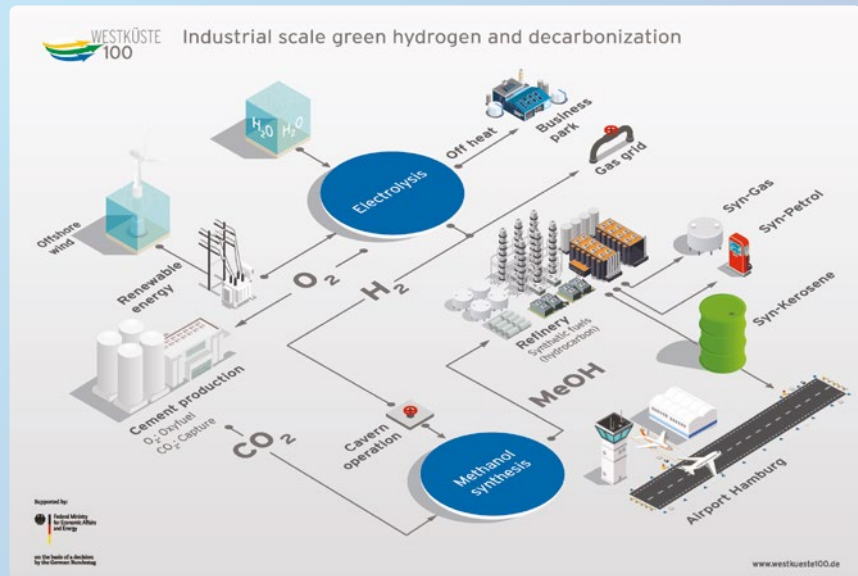 WESTKÜSTE
100
Industrial scale green hydrogen and decarbonization
H₂O H₂O
Off heat
Business
park
Gas grid
Electrolysis
Offshore
wind
Renewable
energy
O₂
H₂
Syn-Gas
Syn-Petrol
Syn-Kerosene
Refinery
Synthetic fuels
(hydrocarbon)
Cement production
O₂: Oxyfuel
CO₂: Capture
CO₂
Cavern
operation
MeOH
Methanol
synthesis
Airport Hamburg
Supported by:
Federal Ministry
for Economic Affairs
and Energy
on the basis of a decision
by the German Bundestag
www.westkueste100.de